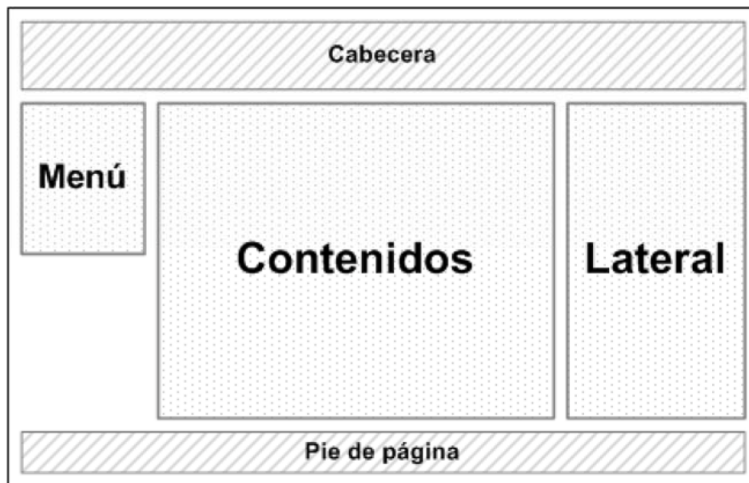 Cabecera
Menú
Contenidos
Lateral
Pie de página